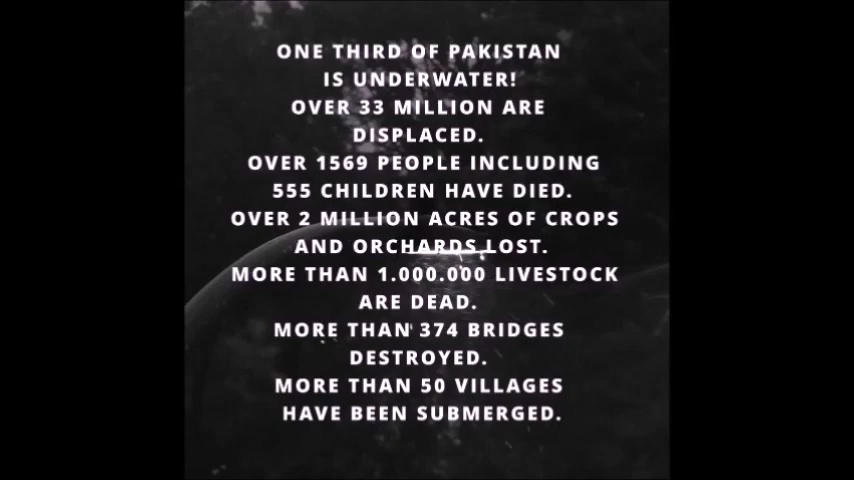 ONE THIRD OF PAKISTAN
IS UNDERWATER!
OVER 33 MILLION ARE
DISPLACED.
OVER 1569 PEOPLE INCLUDING
555 CHILDREN HAVE DIED.
OVER 2 MILLION ACRES OF CROPS
AND ORCHARDS LOST.
MORE THAN 1.000.000 LIVESTOCK
ARE DEAD.
MORE THAN 374 BRIDGES
DESTROYED.
MORE THAN 50 VILLAGES
HAVE BEEN SUBMERGED.